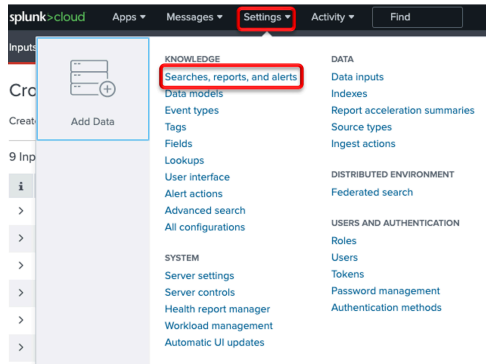 splunk>cloud Apps ▾ Messages ▾ Settings ▾ Activity ▾ Find
Inputs
Cro
Creat
9 Inp
i
Add Data
KNOWLEDGE
Searches, reports, and alerts
Data models
Event types
Tags
Fields
Lookups
User interface
Alert actions
Advanced search
All configurations
SYSTEM
Server settings
Server controls
Health report manager
Workload management
Automatic UI updates
DATA
Data inputs
Indexes
Report acceleration summaries
Source types
Ingest actions
DISTRIBUTED ENVIRONMENT
Federated search
USERS AND AUTHENTICATION
Roles
Users
Tokens
Password management
Authentication methods